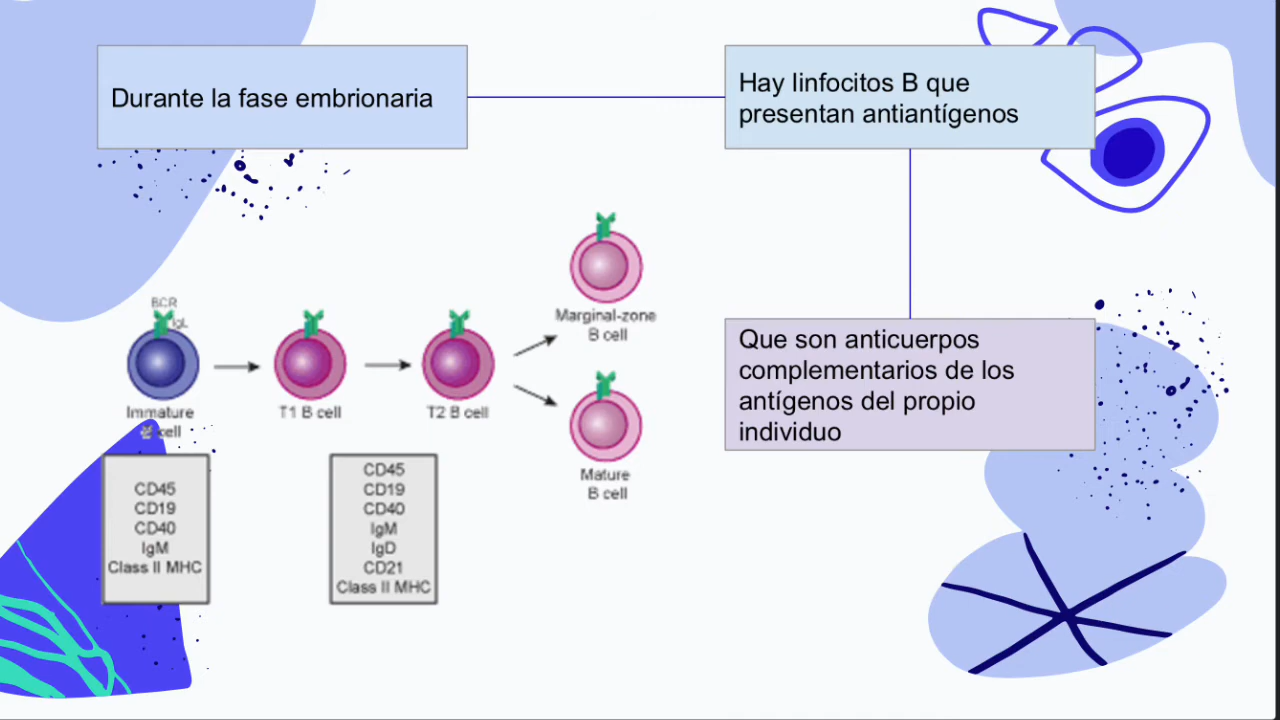 Durante la fase embrionaria
Hay linfocitos B que
presentan antiantígenos
Que son anticuerpos
complementarios de los
antígenos del propio
individuo
BCR
IgL
Immature
cell
T1 B cell
T2 B cell
Marginal-zone
B cell
Mature
B cell
CD45
CD19
CD40
IgM
Class II MHC
CD45
CD19
CD40
IgM
IgD
CD21
Class II MHC